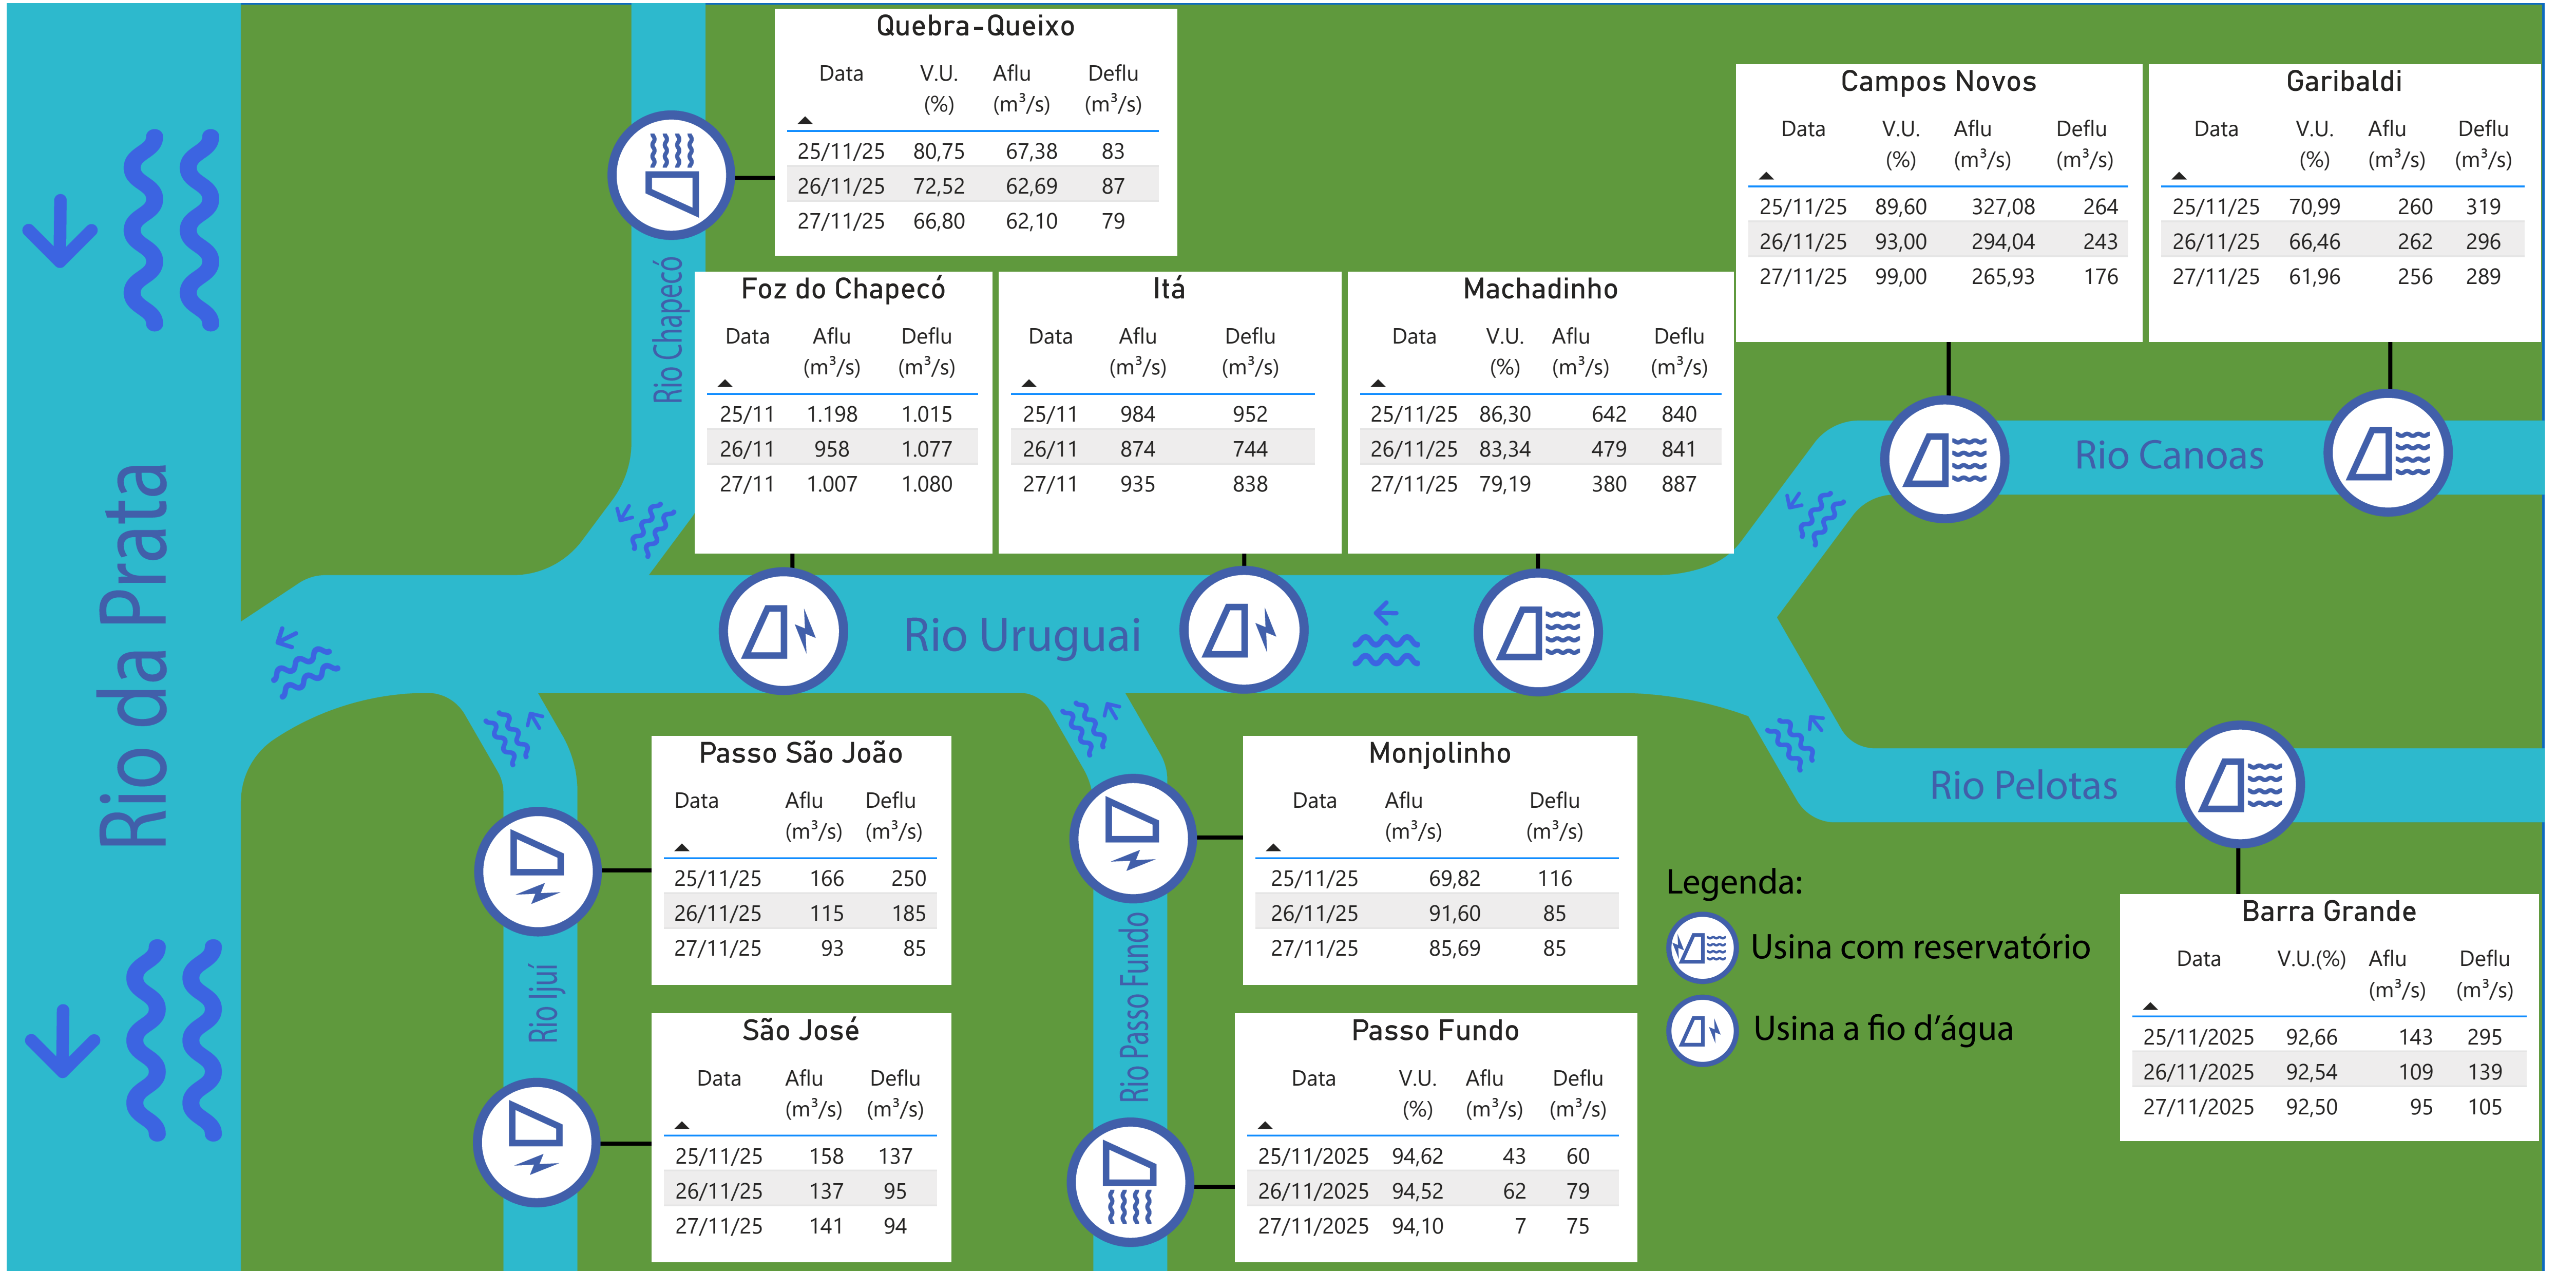 Quebra-Queixo
Data V.U. (%) Aflu (m³/s) Deflu (m³/s)
25/11/25 80,75 67,38 83
26/11/25 72,52 62,69 87
27/11/25 66,80 62,10 79
Campos Novos
Data V.U. (%) Aflu (m³/s) Deflu (m³/s)
25/11/25 89,60 327,08 264
26/11/25 93,00 294,04 243
27/11/25 99,00 265,93 176
Garibaldi
Data V.U. (%) Aflu (m³/s) Deflu (m³/s)
25/11/25 70,99 260 319
26/11/25 66,46 262 296
27/11/25 61,96 256 289
Rio Chapecó
Foz do Chapecó
Data Aflu (m³/s) Deflu (m³/s)
25/11 1.198 1.015
26/11 958 1.077
27/11 1.007 1.080
Itá
Data Aflu (m³/s) Deflu (m³/s)
25/11 984 952
26/11 874 744
27/11 935 838
Machadinho
Data V.U. (%) Aflu (m³/s) Deflu (m³/s)
25/11/25 86,30 642 840
26/11/25 83,34 479 841
27/11/25 79,19 380 887
Rio Canoas
Rio da Prata
Rio Uruguai
Rio Pelotas
Passo São João
Data Aflu (m³/s) Deflu (m³/s)
25/11/25 166 250
26/11/25 115 185
27/11/25 93 85
Monjolinho
Data Aflu (m³/s) Deflu (m³/s)
25/11/25 69,82 116
26/11/25 91,60 85
27/11/25 85,69 85
Rio Ijuí
Rio Passo Fundo
Legenda:
Usina com reservatório
Usina a fio d’água
Barra Grande
Data V.U.(%) Aflu (m³/s) Deflu (m³/s)
25/11/2025 92,66 143 295
26/11/2025 92,54 109 139
27/11/2025 92,50 95 105
São José
Data Aflu (m³/s) Deflu (m³/s)
25/11/25 158 137
26/11/25 137 95
27/11/25 141 94
Passo Fundo
Data V.U. (%) Aflu (m³/s) Deflu (m³/s)
25/11/2025 94,62 43 60
26/11/2025 94,52 62 79
27/11/2025 94,10 7 75